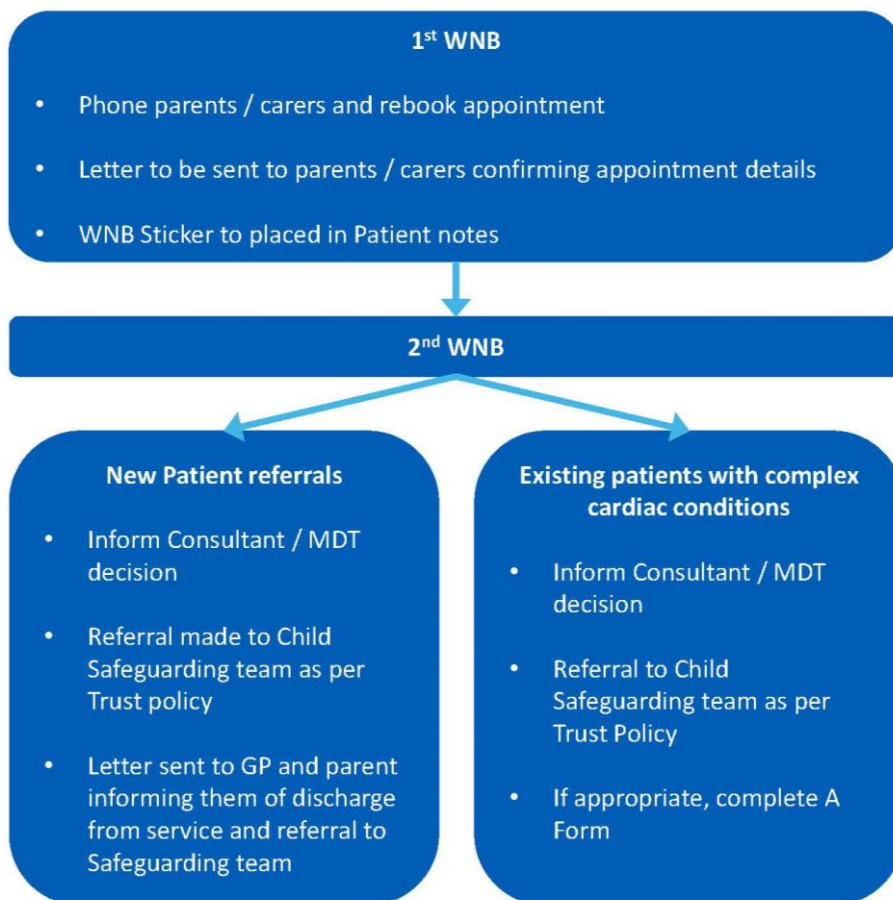 1st WNB
• Phone parents / carers and rebook appointment
• Letter to be sent to parents / carers confirming appointment details
• WNB Sticker to placed in Patient notes
2nd WNB
New Patient referrals
• Inform Consultant / MDT
decision
• Referral made to Child
Safeguarding team as per
Trust policy
• Letter sent to GP and parent
informing them of discharge
from service and referral to
Safeguarding team
Existing patients with complex
cardiac conditions
• Inform Consultant / MDT
decision
• Referral to Child
Safeguarding team as per
Trust Policy
• If appropriate, complete A
Form